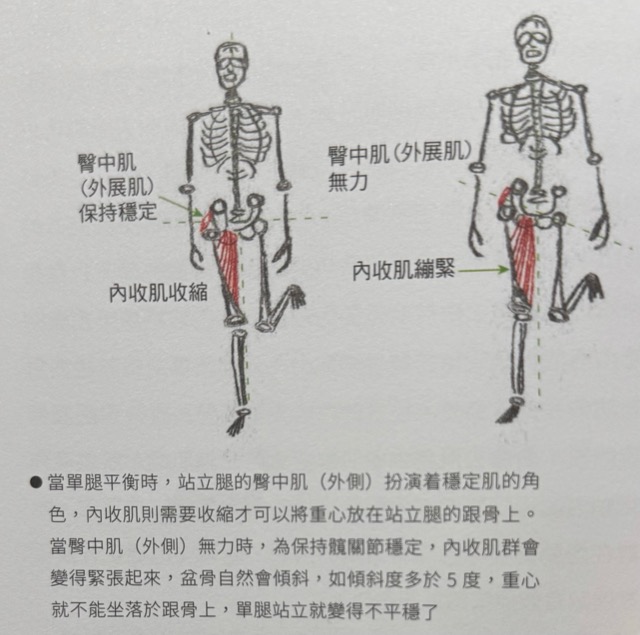 臀中肌
（外展肌）
保持穩定
內收肌收縮
臀中肌（外展肌）
無力
內收肌繃緊
●當單腿平衡時，站立腿的臀中肌（外側）扮演着穩定肌的角
色，內收肌則需要收縮才可以將重心放在站立腿的跟骨上。
當臀中肌（外側）無力時，為保持髖關節穩定，內收肌群會
變得緊張起來，盆骨自然會傾斜，如傾斜度多於 5 度，重心
就不能坐落於跟骨上，單腿站立就變得不平穩了